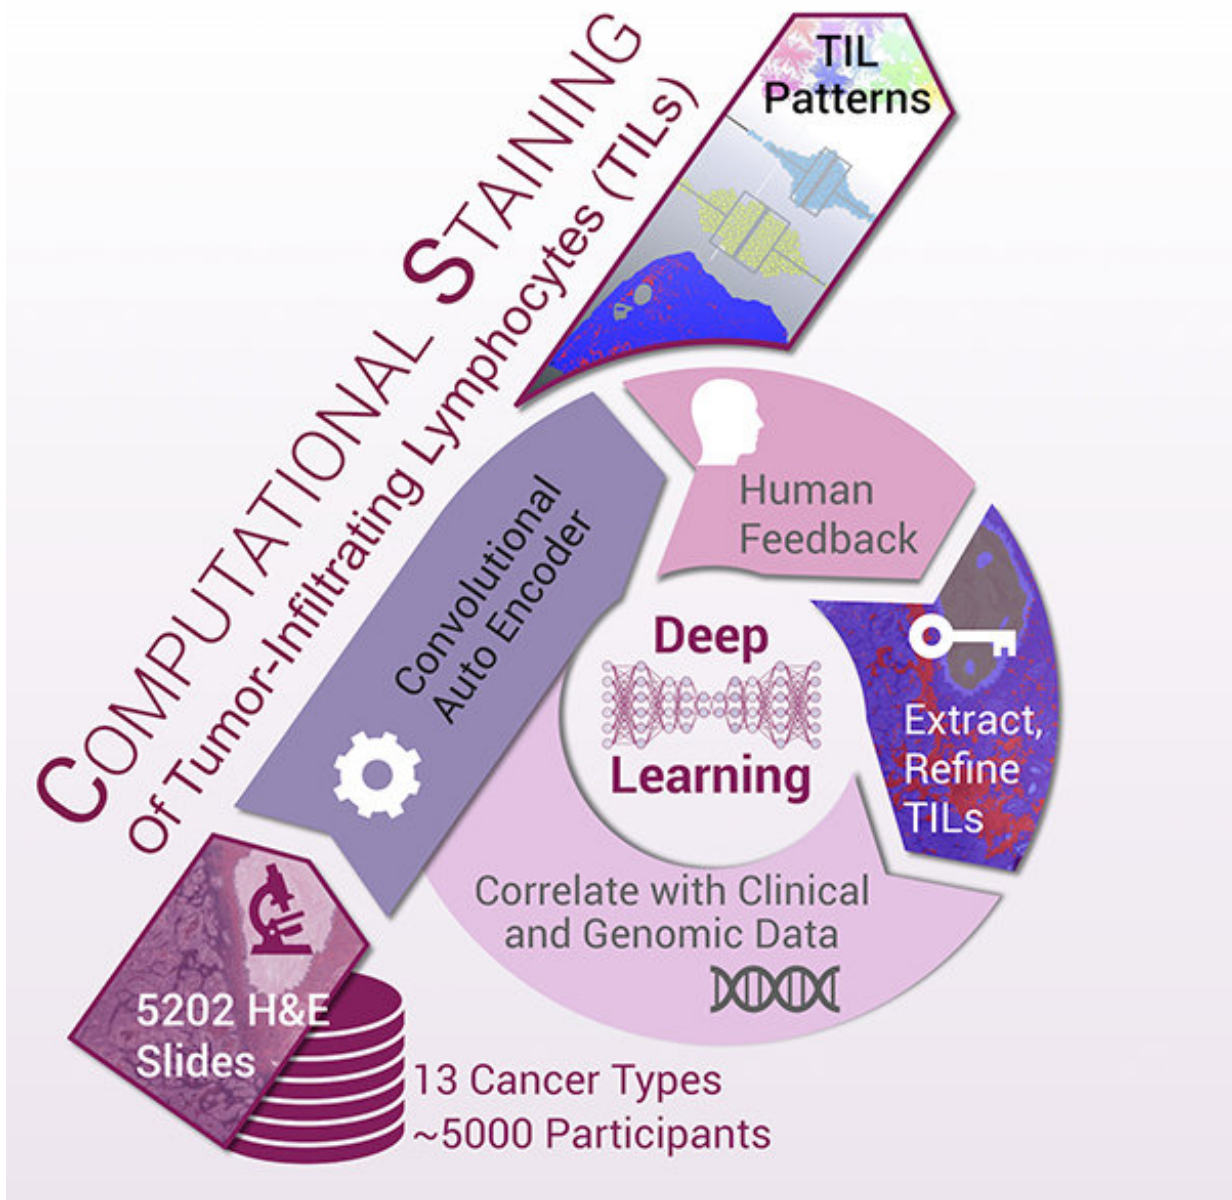 COMPUTATIONAL STAINING
Of Tumor-Infiltrating Lymphocytes (TILs)
TIL
Patterns
Human
Feedback
Convolutional
Auto Encoder
Deep
Learning
Extract,
Refine
TILs
Correlate with Clinical
and Genomic Data
5202 H&E
Slides
13 Cancer Types
~5000 Participants